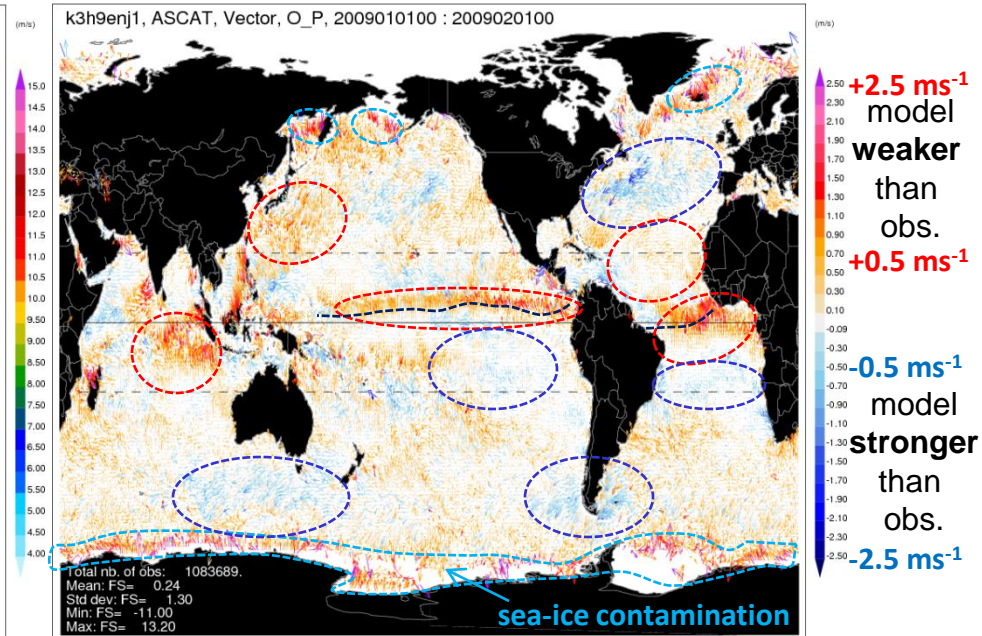 k3h9enj1, ASCAT, Vector, O_P, 2009010100 : 2009020100
(m/s)
15.0
14.0
14.5
13.0
13.5
12.0
12.5
11.0
11.5
10.0
10.5
9.00
9.50
8.00
8.50
7.00
7.50
6.00
6.50
5.00
5.50
4.00
4.50
Total nb. of obs: 1083689.
Mean: FS= 0.24
Std dev: FS= 1.30
Min: FS= -11.00
Max: FS= 13.20
sea-ice contamination
(m/s)
2.50
2.30
2.10
1.90
1.70
1.50
1.30
1.10
0.90
0.70
0.50
0.30
0.10
-0.09
-0.30
-0.50
-0.70
-0.90
-1.10
-1.30
-1.50
-1.70
-1.90
-2.10
-2.30
-2.50
+2.5 ms-1
model
weaker
than
obs.
+0.5 ms-1
-0.5 ms-1
model
stronger
than
obs.
-2.5 ms-1